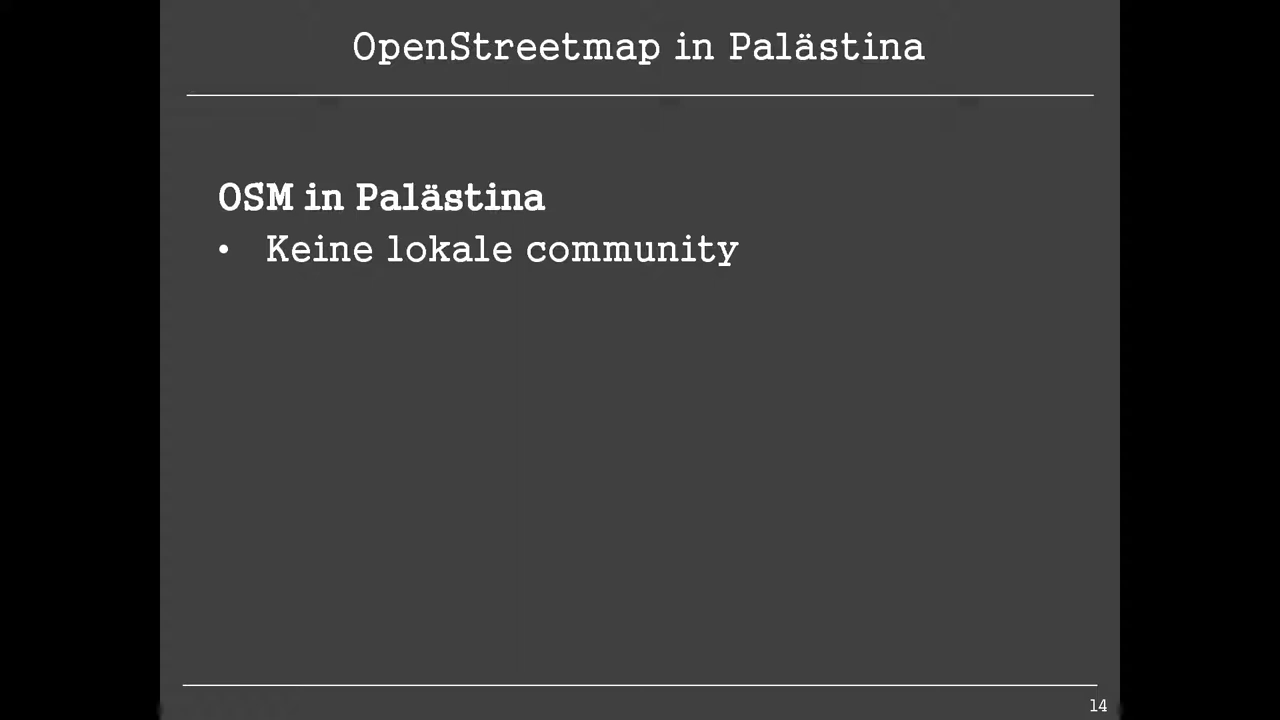 OpenStreetmap in Palästina
OSM in Palästina
• Keine lokale community
14